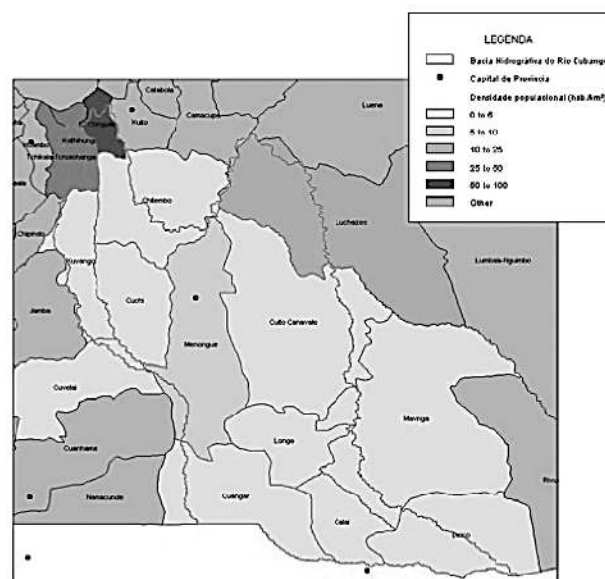 LEGENDA
Bacia Hidrográfica do Rio Cubango
Capital de Província
Densidade populacional (hab./km²)
0 to 5
5 to 10
10 to 25
25 to 50
50 to 100
Other
Catabola
Kuito
Camacupa
Luena
Chitembo
Luchazes
Lumbala-Nguimbo
Chipindo
Kuvango
Cuchi
Jamba
Menongue
Cuito Canavale
Cuvelai
Mavinga
Cuanhama
Longa
Namacunde
Cuangar
Calai
Dirico